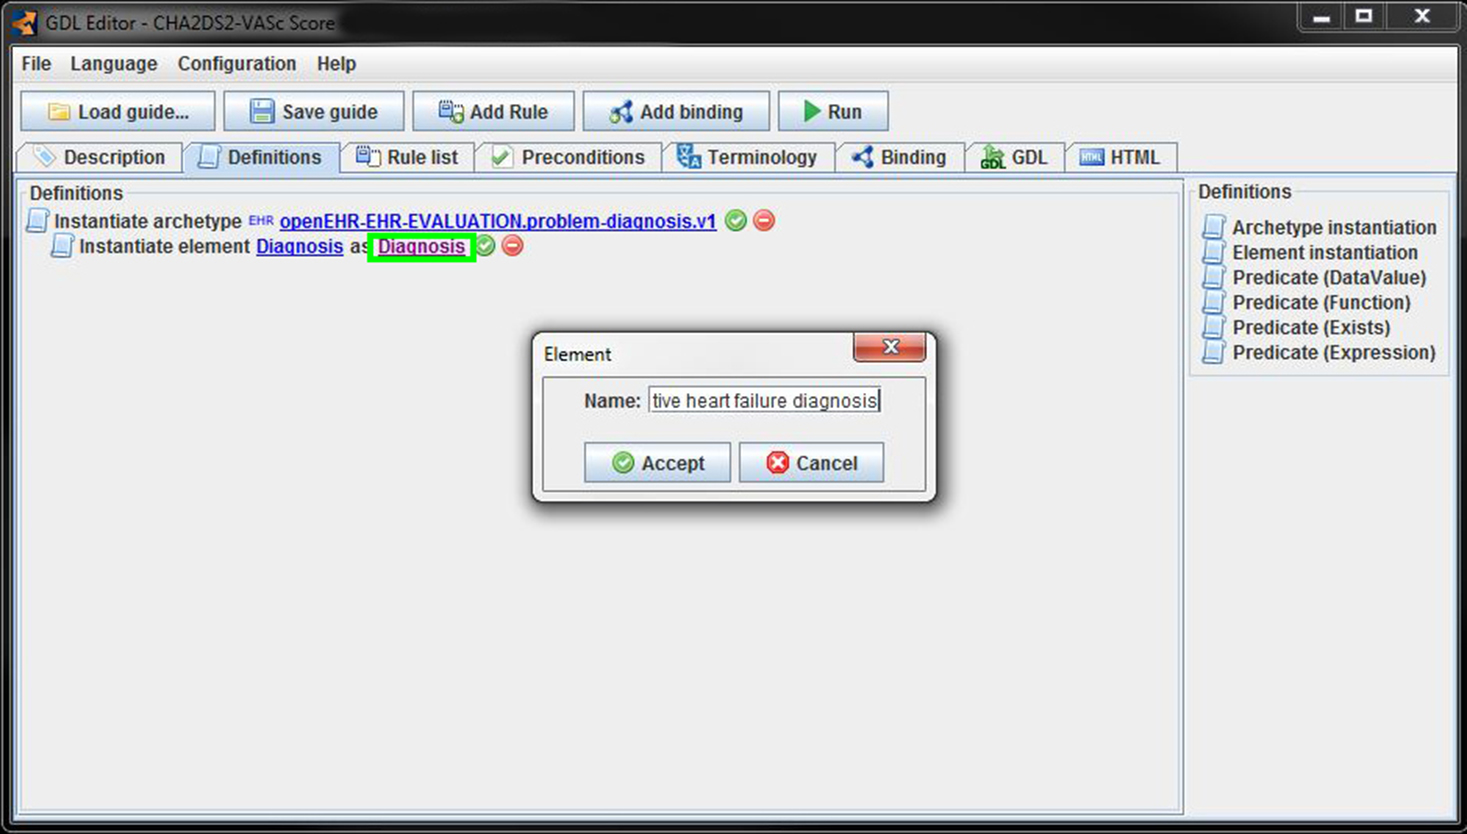 GDL Editor - CHA2DS2-VASc Score
File Language Configuration Help
Load guide... Save guide Add Rule Add binding Run
Description Definitions Rule list Preconditions Terminology Binding GDL GDL HTML HTML
Definitions
Instantiate archetype EHR openEHR-EHR-EVALUATION.problem-diagnosis.v1
Instantiate element Diagnosis as Diagnosis
Element
Name: tive heart failure diagnosis
Accept Cancel
Definitions
Archetype instantiation
Element instantiation
Predicate (DataValue)
Predicate (Function)
Predicate (Exists)
Predicate (Expression)